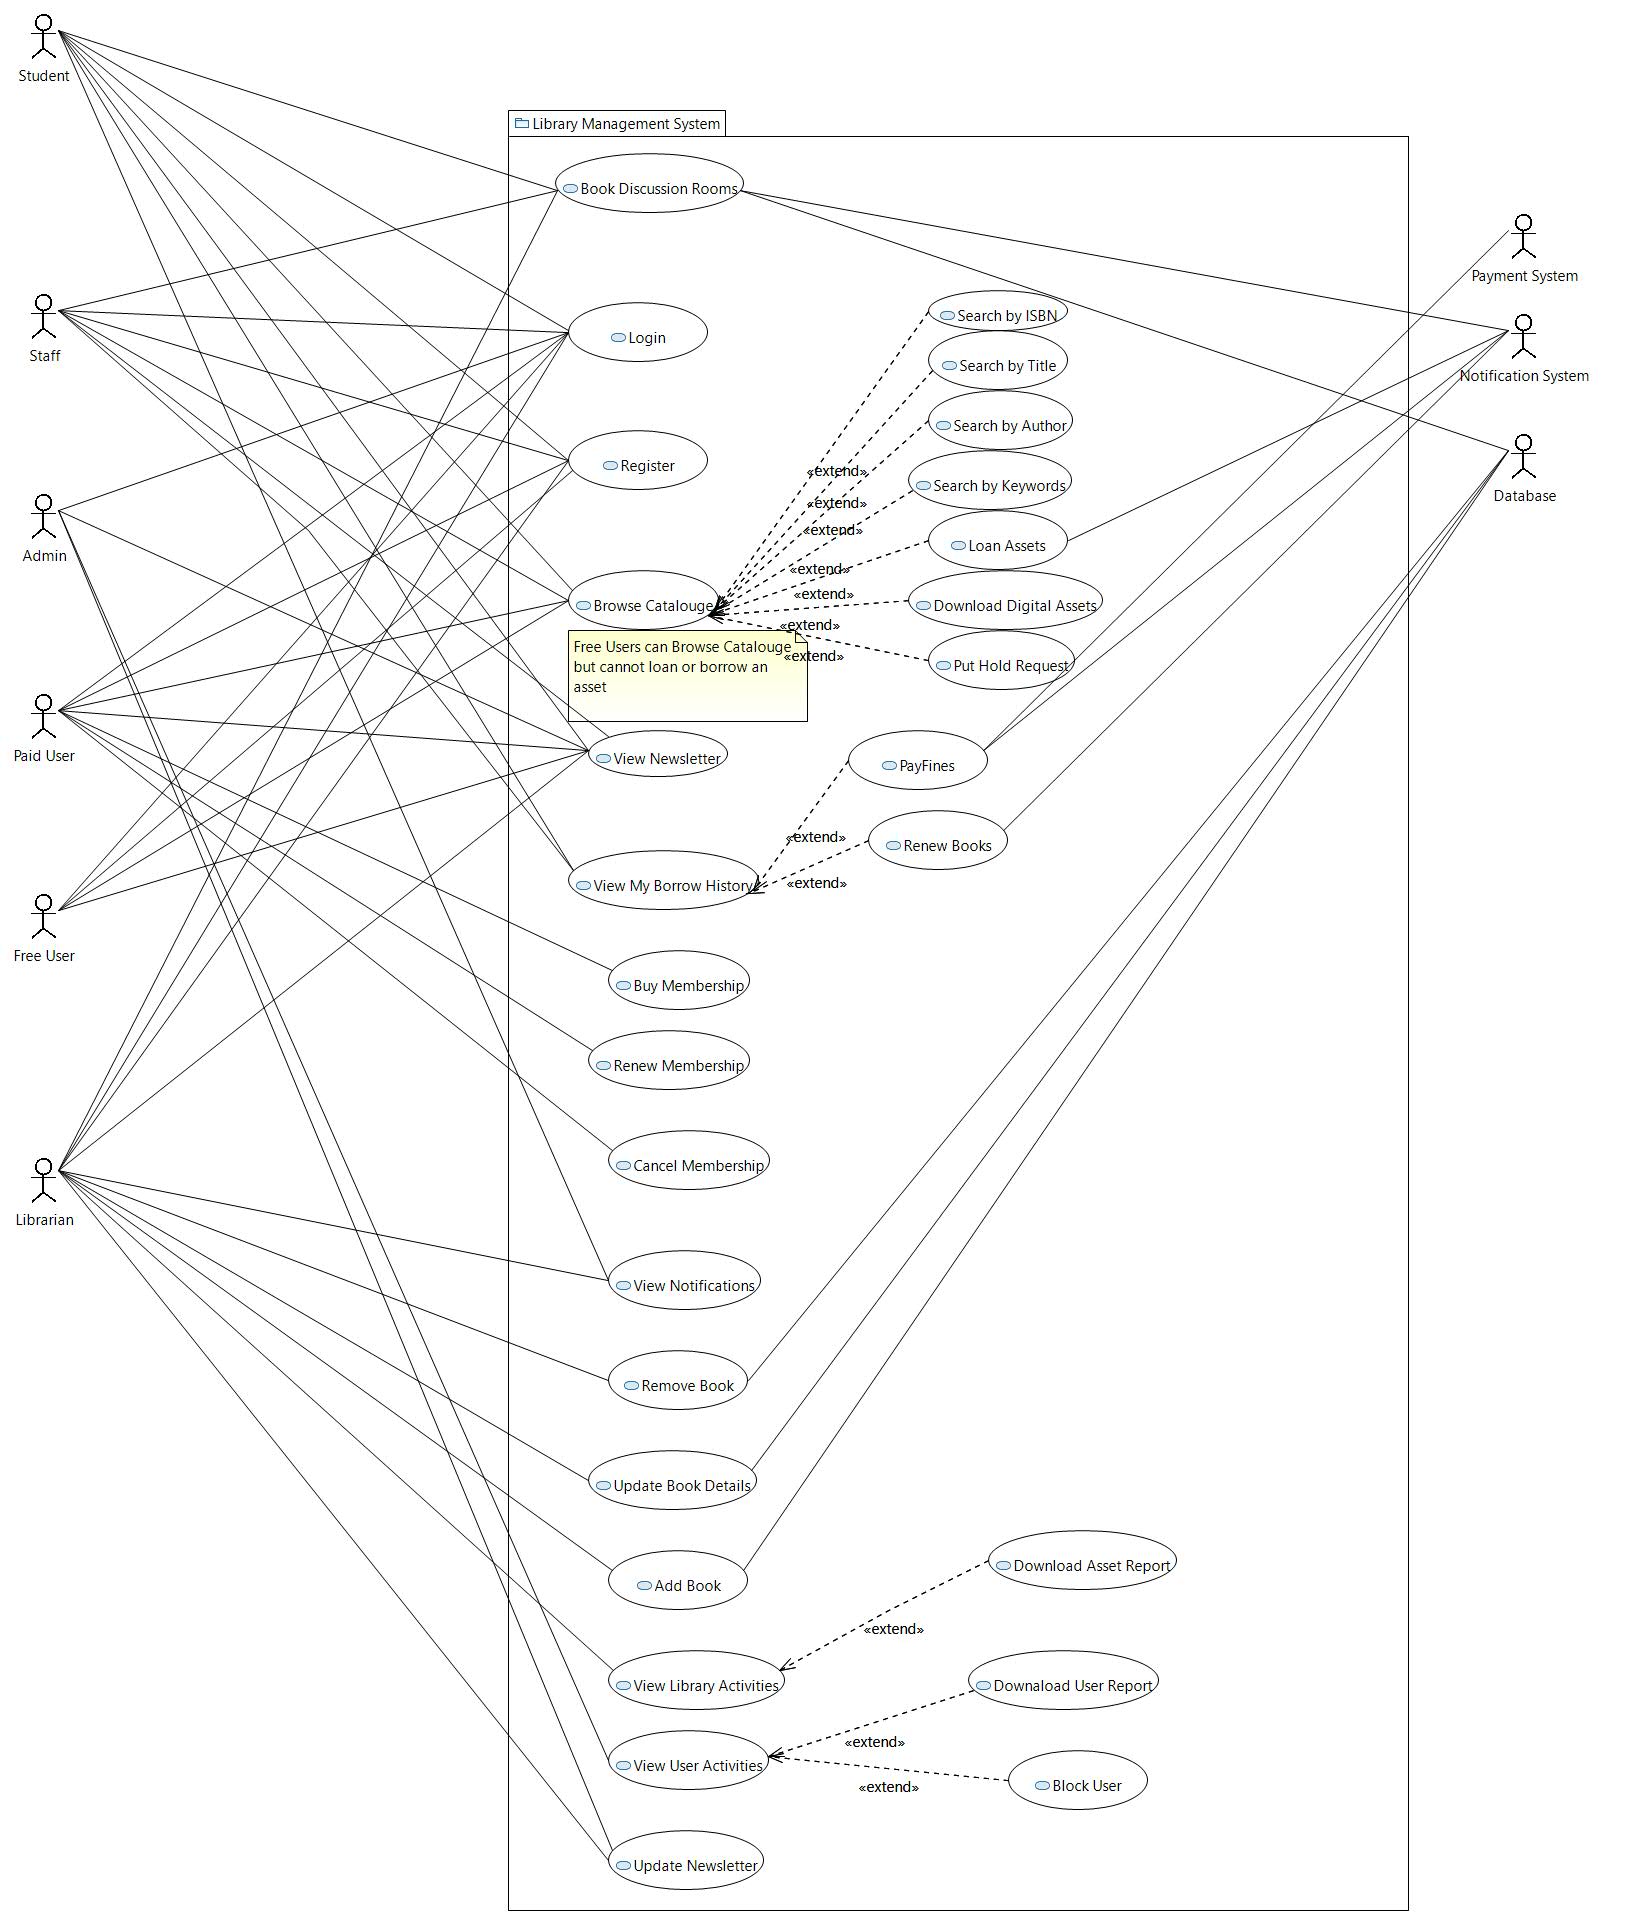 Student
Library Management System
Book Discussion Rooms
Payment System
Search by ISBN
Staff
Login
Search by Title
Notification System
Search by Author
Register
«extend»
Search by Keywords
Database
«extend»
«extend»
Admin
Loan Assets
«extend»
«extend»
Browse Catalouge
Download Digital Assets
«extend»
Free Users can Browse Catalouge
but cannot loan or borrow an
asset
«extend»
Put Hold Request
Paid User
View Newsletter
PayFines
«extend»
Renew Books
View My Borrow History
«extend»
Free User
Buy Membership
Renew Membership
Cancel Membership
Librarian
View Notifications
Remove Book
Update Book Details
Add Book
Download Asset Report
«extend»
View Library Activities
Downaload User Report
«extend»
View User Activities
Block User
«extend»
Update Newsletter